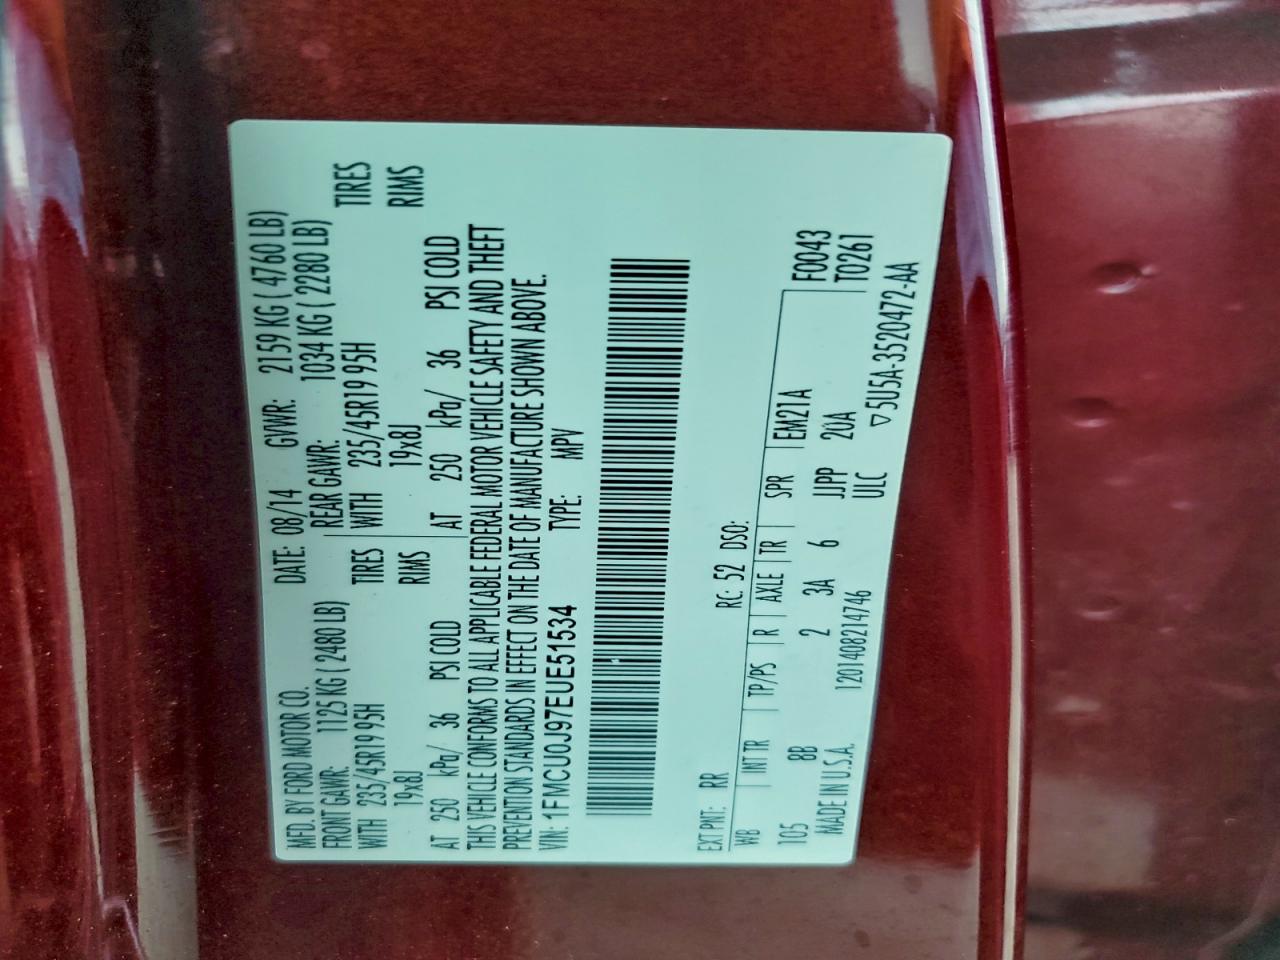 MFD. BY FORD MOTOR CO. DATE: 08/14 GVWR: 2159 KG ( 4760 LB)
FRONT GAWR: 1125 KG ( 2480 LB) REAR GAWR: 1034 KG ( 2280 LB)
WITH 235/45R19 95H TIRES WITH 235/45R19 95H TIRES
19x8J RIMS 19x8J RIMS
AT 250 kPa/ 36 PSI COLD AT 250 kPa/ 36 PSI COLD
THIS VEHICLE CONFORMS TO ALL APPLICABLE FEDERAL MOTOR VEHICLE SAFETY AND THEFT
PREVENTION STANDARDS IN EFFECT ON THE DATE OF MANUFACTURE SHOWN ABOVE.
VIN: 1FMCU0J97EUE51534 TYPE: MPV
EXT PNT: RR RC: 52 DSO:
WB INT TR TP/PS R AXLE TR SPR EM21A F0043
105 8B 2 3A 6 JJPP 20A T0261
MADE IN U.S.A. 120140821​4746 ULC ▽5U5A-3520472-AA